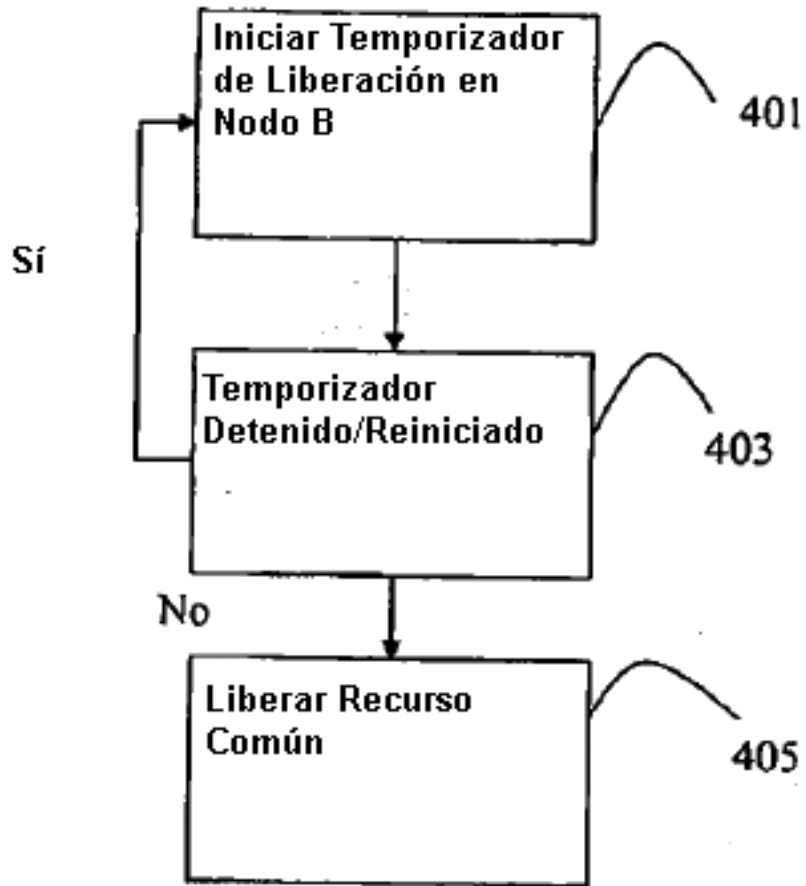 Iniciar Temporizador
de Liberación en
Nodo B
401
Sí
Temporizador
Detenido/Reiniciado
403
No
Liberar Recurso
Común
405